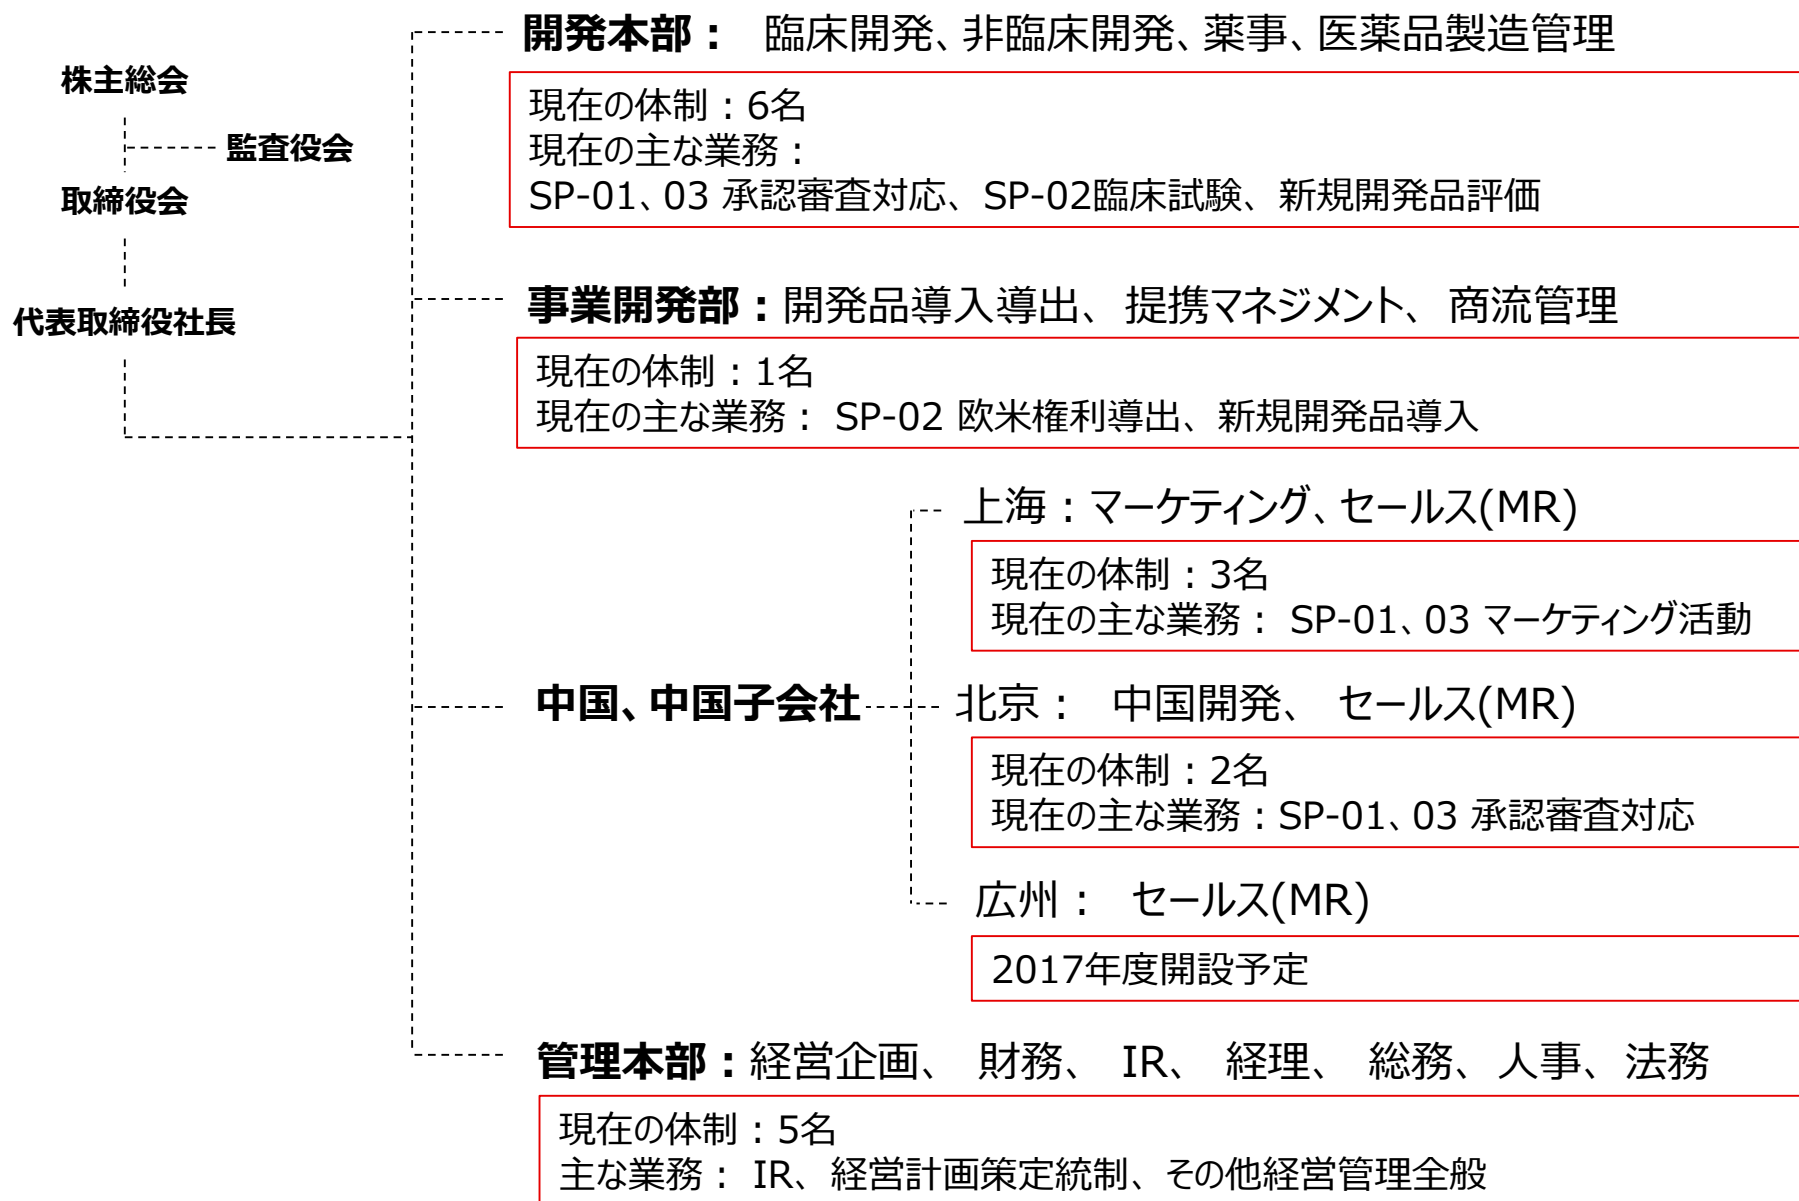 株主総会
監査役会
取締役会
代表取締役社長
開発本部： 臨床開発、非臨床開発、薬事、医薬品製造管理
現在の体制：6名
現在の主な業務：
SP-01、03 承認審査対応、SP-02臨床試験、新規開発品評価
事業開発部：開発品導入導出、提携マネジメント、商流管理
現在の体制：1名
現在の主な業務： SP-02 欧米権利導出、新規開発品導入
中国、中国子会社
上海：マーケティング、セールス(MR)
現在の体制：3名
現在の主な業務： SP-01、03 マーケティング活動
北京： 中国開発、 セールス(MR)
現在の体制：2名
現在の主な業務：SP-01、03 承認審査対応
広州： セールス(MR)
2017年度開設予定
管理本部：経営企画、 財務、 IR、 経理、 総務、人事、法務
現在の体制：5名
主な業務： IR、経営計画策定統制、その他経営管理全般